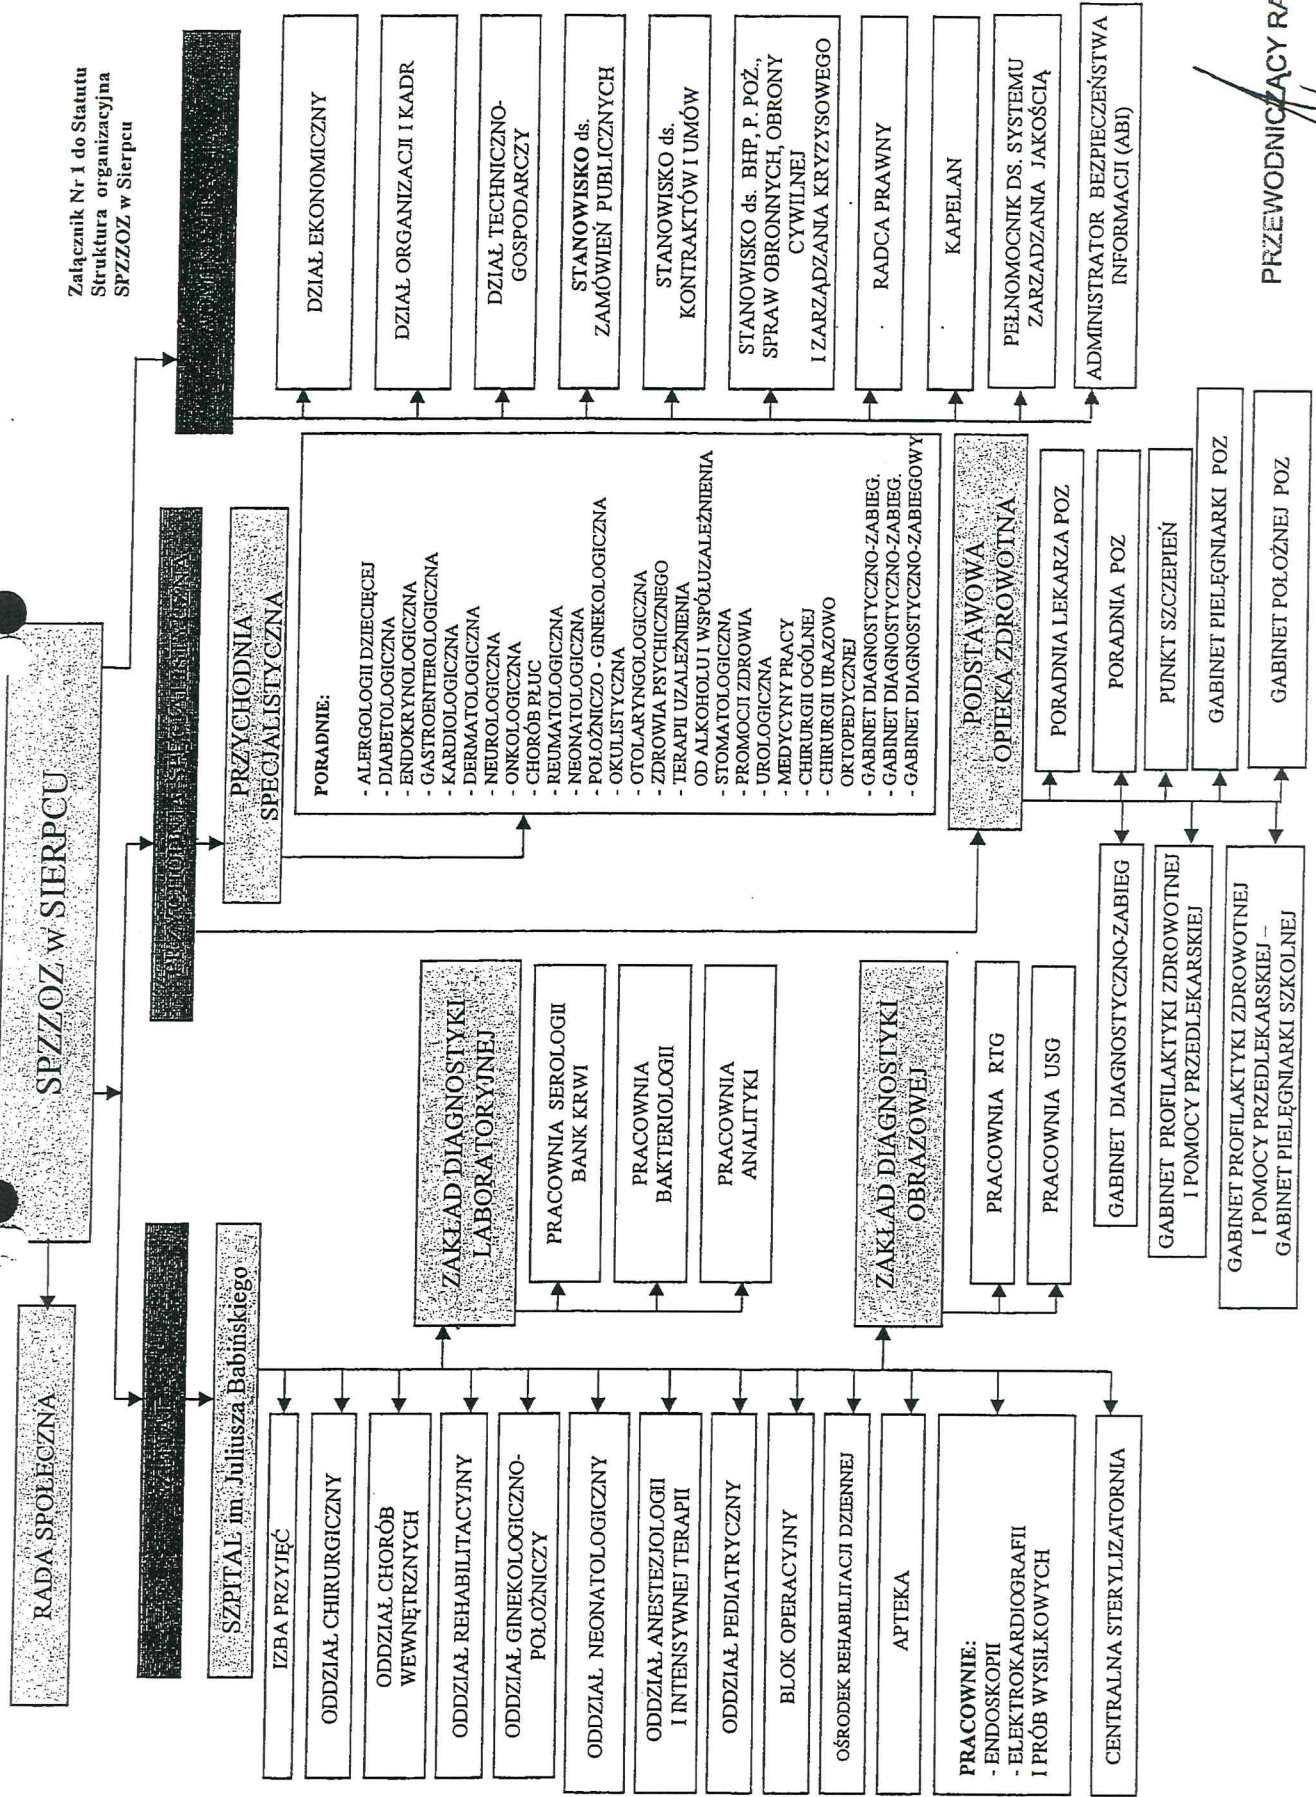 Załącznik Nr 1 do Statutu
Struktura organizacyjna
SPZZOZ w Sierpcu
SPZZOZ w SIERPCU
RADA SPOŁECZNA
SZPITAL im. Juliusza Babińskiego
IZBA PRZYJĘĆ
ODDZIAŁ CHIRURGICZNY
ODDZIAŁ CHORÓB
WEWNĘTRZNYCH
ODDZIAŁ REHABILITACYJNY
ODDZIAŁ GINEKOLOGICZNO-
POŁOŻNICZY
ODDZIAŁ NEONATOLOGICZNY
ODDZIAŁ ANESTEZJOLOGII
I INTENSYWNEJ TERAPII
ODDZIAŁ PEDIATRYCZNY
BLOK OPERACYJNY
OŚRODEK REHABILITACJI DZIENNEJ
APTEKA
PRACOWNIE:
- ENDOSKOPII
- ELEKTROKARDIOGRAFII
I PRÓB WYSIŁKOWYCH
CENTRALNA STERYLIZATORNIA
ZAKŁAD DIAGNOSTYKI
LABORATORYJNEJ
PRACOWNIA SEROLOGII
BANK KRWI
PRACOWNIA
BAKTERIOLOGII
PRACOWNIA
ANALITYKI
ZAKŁAD DIAGNOSTYKI
OBRAZOWEJ
PRACOWNIA RTG
PRACOWNIA USG
PRZYCHODNIA SPECJALISTYCZNA
PRZYCHODNIA
SPECJALISTYCZNA
PORADNIE:
- ALERGOLOGII DZIECIĘCEJ
- DIABETOLOGICZNA
- ENDOKRYNOLOGICZNA
- GASTROENTEROLOGICZNA
- KARDIOLOGICZNA
- DERMATOLOGICZNA
- NEUROLOGICZNA
- ONKOLOGICZNA
- CHORÓB PŁUC
- REUMATOLOGICZNA
- NEONATOLOGICZNA
- POŁOŻNICZO - GINEKOLOGICZNA
- OKULISTYCZNA
- OTOLARYNGOLOGICZNA
- ZDROWIA PSYCHICZNEGO
- TERAPII UZALEŻNIENIA
OD ALKOHOLU I WSPÓŁUZALEŻNIENIA
- STOMATOLOGICZNA
- PROMOCJI ZDROWIA
- UROLOGICZNA
- MEDYCYNY PRACY
- CHIRURGII OGÓLNEJ
- CHIRURGII URAZOWO
ORTOPEDYCZNEJ
- GABINET DIAGNOSTYCZNO-ZABIEG.
- GABINET DIAGNOSTYCZNO-ZABIEG.
- GABINET DIAGNOSTYCZNO-ZABIEGOWY
PODSTAWOWA
OPIEKA ZDROWOTNA
PORADNIA LEKARZA POZ
PORADNIA POZ
PUNKT SZCZEPIEŃ
GABINET PIELĘGNIARKI POZ
GABINET POŁOŻNEJ POZ
GABINET DIAGNOSTYCZNO-ZABIEG
GABINET PROFILAKTYKI ZDROWOTNEJ
I POMOCY PRZEDLEKARSKIEJ
GABINET PROFILAKTYKI ZDROWOTNEJ
I POMOCY PRZEDLEKARSKIEJ –
GABINET PIELĘGNIARKI SZKOLNEJ
DZIAŁ EKONOMICZNY
DZIAŁ ORGANIZACJI I KADR
DZIAŁ TECHNICZNO-
GOSPODARCZY
STANOWISKO ds.
ZAMÓWIEŃ PUBLICZNYCH
STANOWISKO ds.
KONTRAKTÓW I UMÓW
STANOWISKO ds. BHP, P. POŻ.,
SPRAW OBRONNYCH, OBRONY
CYWILNEJ
I ZARZĄDZANIA KRYZYSOWEGO
RADCA PRAWNY
KAPELAN
PEŁNOMOCNIK DS. SYSTEMU
ZARZADZANIA JAKOŚCIĄ
ADMINISTRATOR BEZPIECZEŃSTWA
INFORMACJI (ABI)
PRZEWODNICZĄCY RA